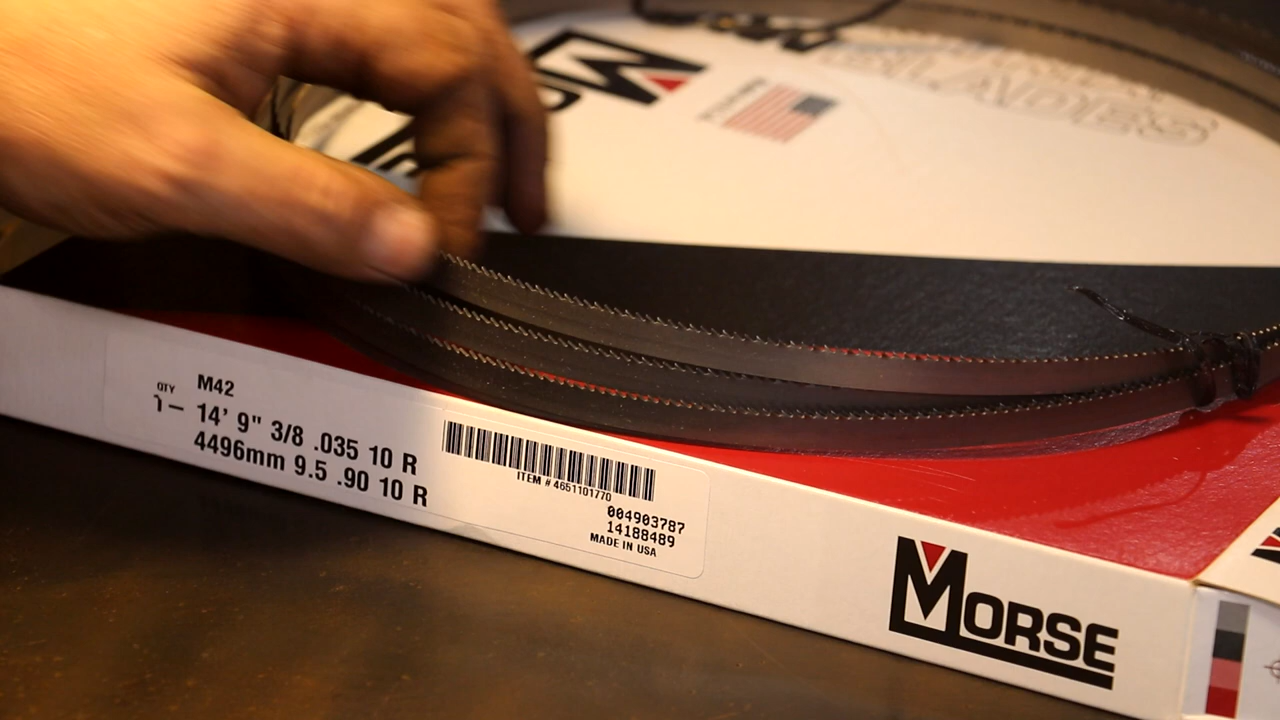 BLADES
QTY M42
1– 14' 9" 3/8 .035 10 R
4496mm 9.5 .90 10 R
ITEM # 4651101770
004903787
14188489
MADE IN USA
MORSE